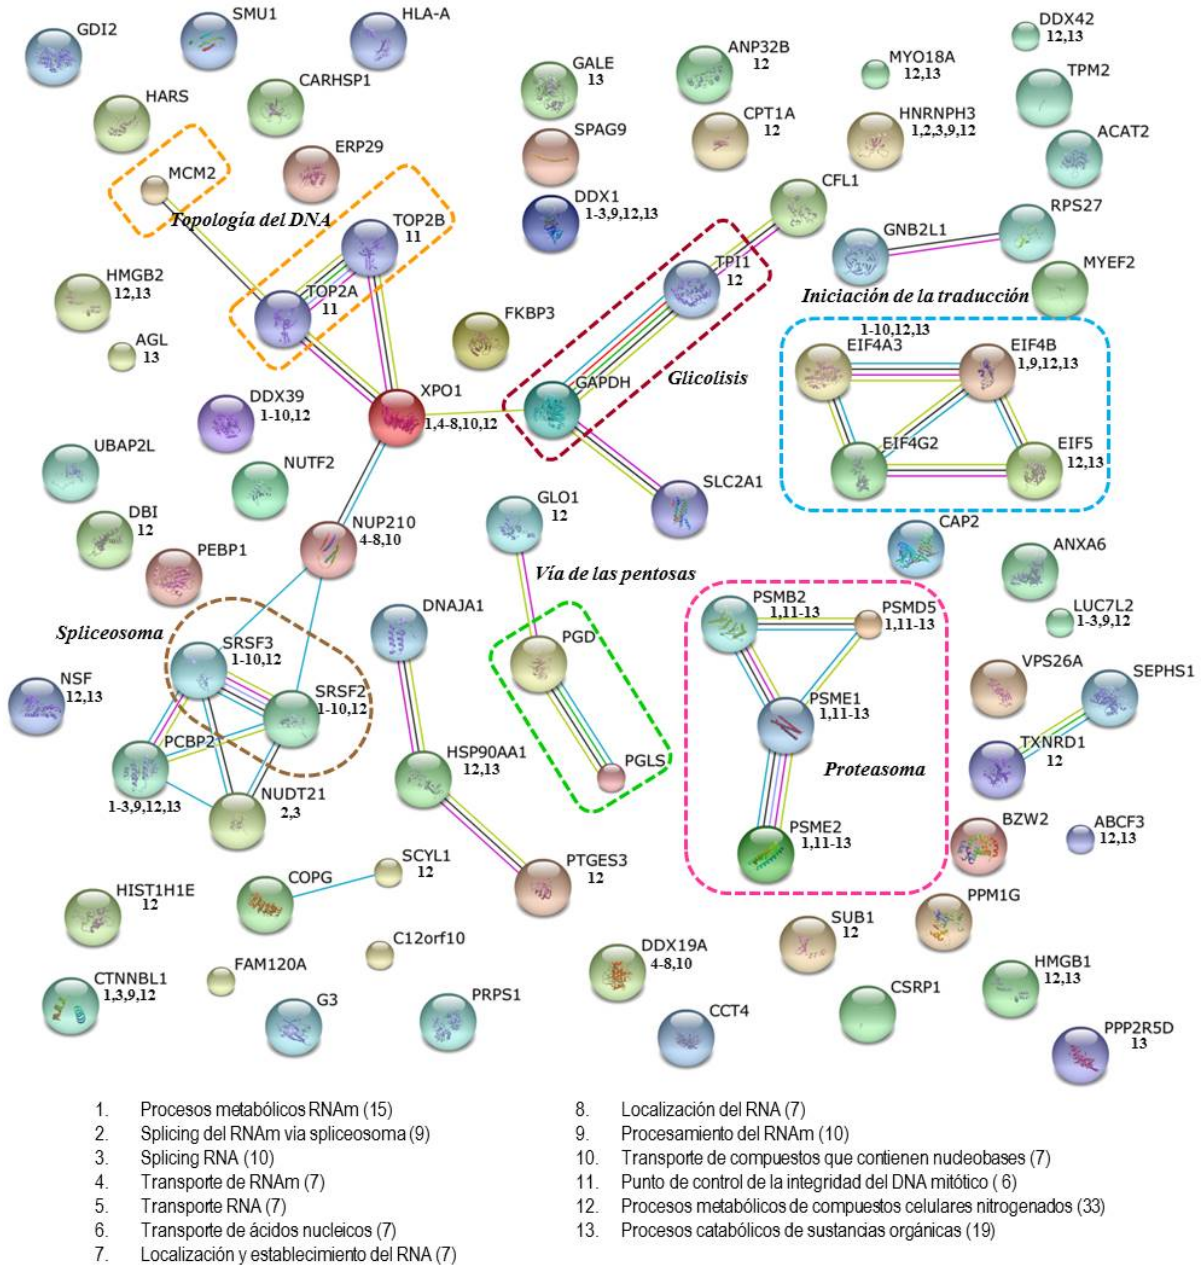 GDI2
SMU1
HLA-A
DDX42
12,13
GALE
13
ANP32B
12
MYO18A
12,13
TPM2
HARS
CARHSP1
SPAG9
CPT1A
12
HNRNPH3
1,2,3,9,12
ACAT2
MCM2
ERP29
DDX1
1-3,9,12,13
CFL1
RPS27
Topología del DNA
TOP2B
11
GNB2L1
TPI1
12
MYEF2
HMGB2
12,13
TOP2A
11
Iniciación de la traducción
AGL
13
FKBP3
1-10,12,13
EIF4A3
EIF4B
1,9,12,13
Glicolisis
GAPDH
DDX39
1-10,12
XPO1
1,4-8,10,12
UBAP2L
NUTF2
EIF4G2
EIF5
12,13
SLC2A1
DBI
12
NUP210
4-8,10
GLO1
12
CAP2
ANXA6
PEBP1
Vía de las pentosas
Spliceosoma
DNAJA1
PSMB2
1,11-13
PSMD5
1,11-13
LUC7L2
1-3,9,12
SRSF3
1-10,12
PGD
NSF
12,13
SRSF2
1-10,12
PSME1
1,11-13
VPS26A
SEPHS1
PCBP2
1-3,9,12,13
HSP90AA1
12,13
PGLS
Proteasoma
TXNRD1
12
NUDT21
2,3
PSME2
1,11-13
BZW2
ABCF3
12,13
SCYL1
12
PTGES3
12
HIST1H1E
12
COPG
PPM1G
SUB1
12
C12orf10
DDX19A
4-8,10
CTNNBL1
1,3,9,12
FAM120A
HMGB1
12,13
G3
PRPS1
CCT4
CSRP1
PPP2R5D
13
1. Procesos metabólicos RNAm (15)
2. Splicing del RNAm vía spliceosoma (9)
3. Splicing RNA (10)
4. Transporte de RNAm (7)
5. Transporte RNA (7)
6. Transporte de ácidos nucleicos (7)
7. Localización y establecimiento del RNA (7)
8. Localización del RNA (7)
9. Procesamiento del RNAm (10)
10. Transporte de compuestos que contienen nucleobases (7)
11. Punto de control de la integridad del DNA mitótico ( 6)
12. Procesos metabólicos de compuestos celulares nitrogenados (33)
13. Procesos catabólicos de sustancias orgánicas (19)